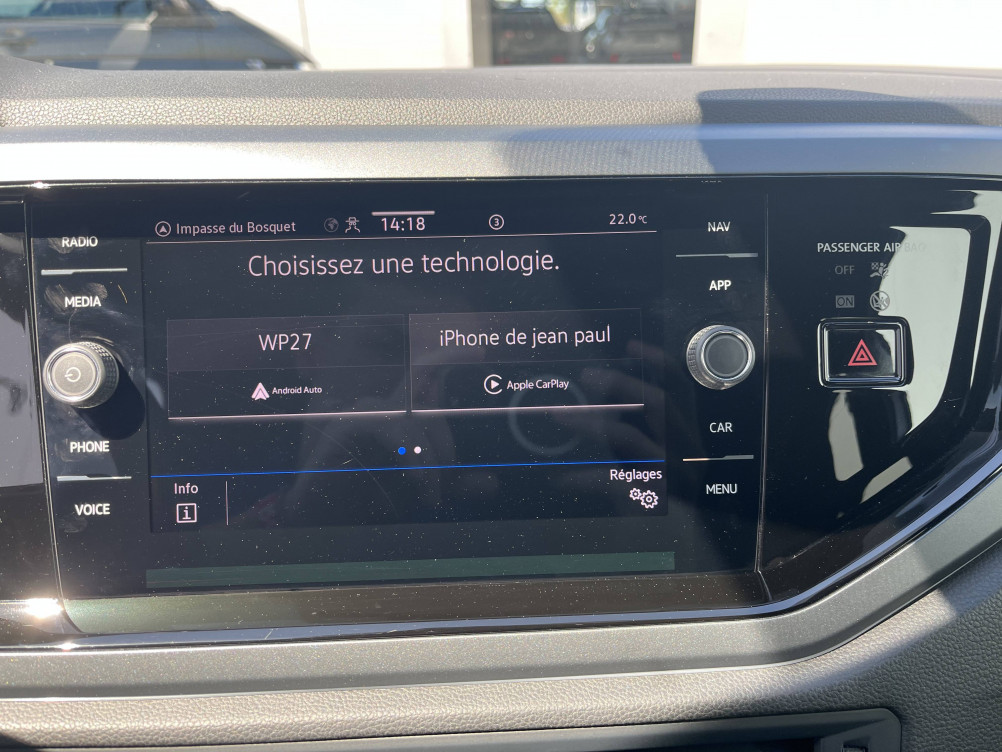 Impasse du Bosquet 14:18 3 22.0 °C
Choisissez une technologie.
WP27
Android Auto
iPhone de jean paul
Apple CarPlay
Info
i
Réglages
RADIO
MEDIA
PHONE
VOICE
NAV
APP
CAR
MENU
PASSENGER AIR BAG
OFF
ON